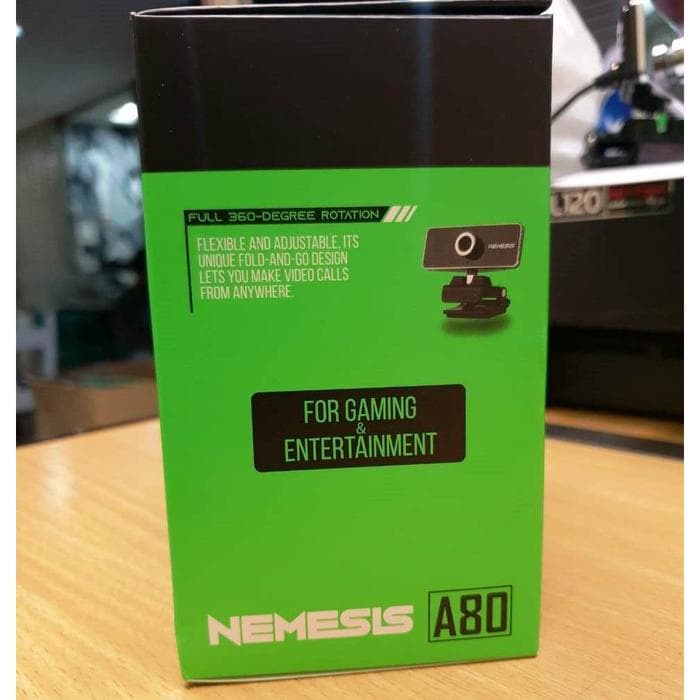 FULL 360-DEGREE ROTATION
FLEXIBLE AND ADJUSTABLE, ITS
UNIQUE FOLD-AND-GO DESIGN
LETS YOU MAKE VIDEO CALLS
FROM ANYWHERE.
NEMESIS
L120
FOR GAMING
&
ENTERTAINMENT
NEMESIS A80